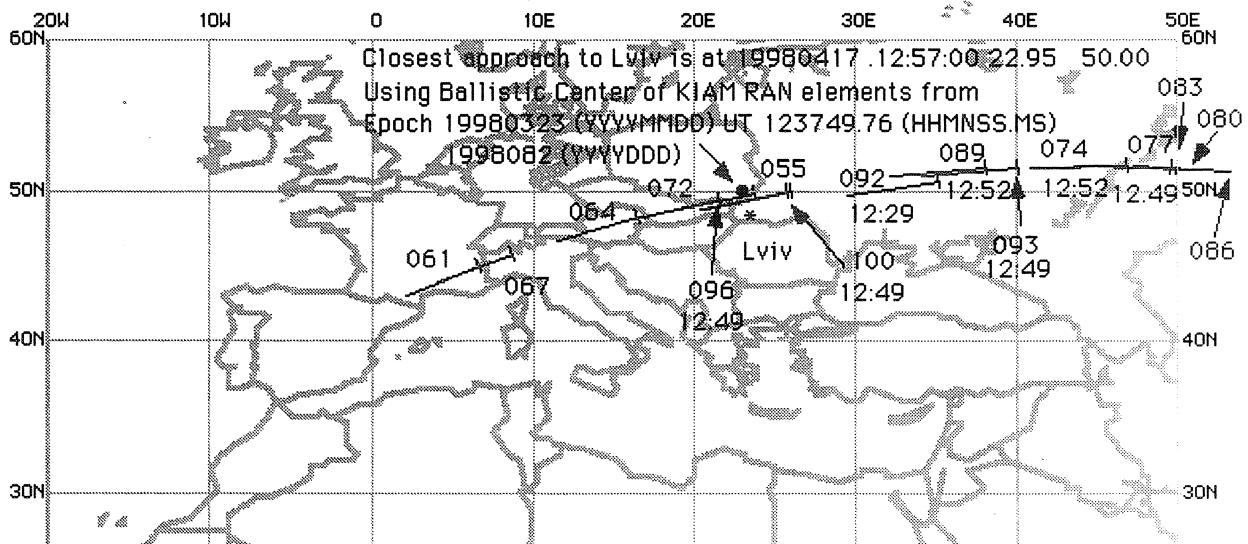 20W 10W 0 10E 20E 30E 40E 50E
60N 60N
Closest approach to Lviv is at 19980417 .12:57:00 22.95 50.00
Using Ballistic Center of KIAM RAN elements from
Epoch 19980323 (YYYYMMDD) UT 123749.76 (HHMNSS.MS)
1998082 (YYYYDDD)
083
080
089 074 077
055
072 092 12:52 12:52 12:49
50N 50N
064 * 12:29
061 Lviv 100 093 086
067 096 12:49 12:49
12:49
40N 40N
30N 30N